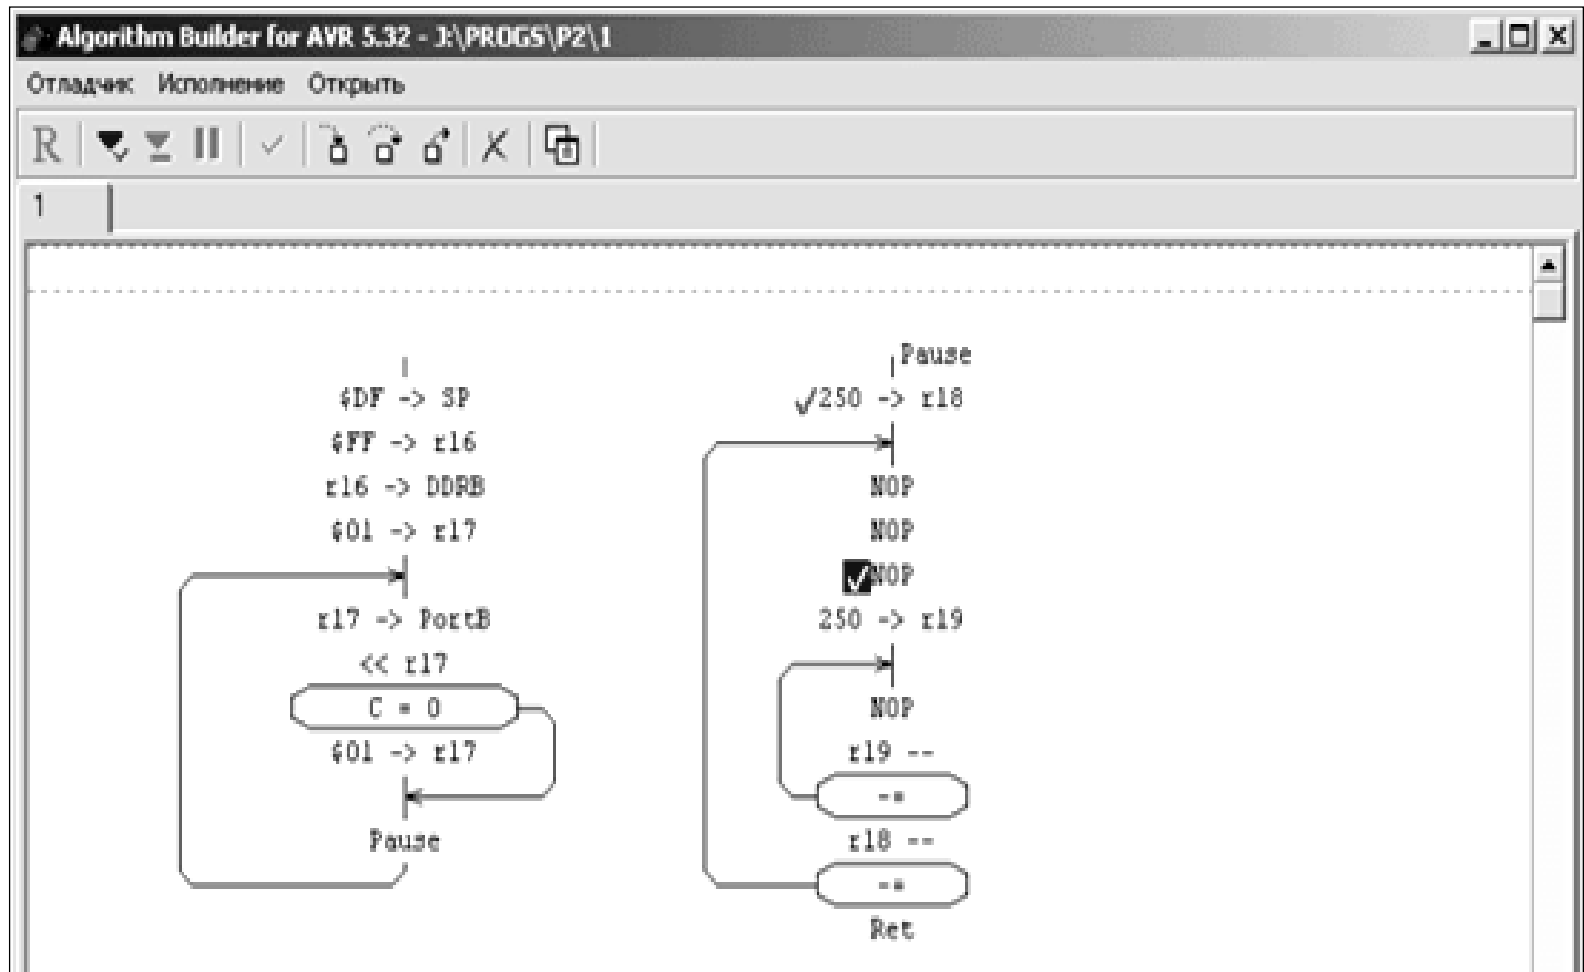 Algorithm Builder for AVR 5.32 - J:\PROGS\P2\1
Отладчик Исполнение Открыть
R
1
$DF -> SP
$FF -> r16
r16 -> DDRB
$01 -> r17
r17 -> PortB
<< r17
C = 0
$01 -> r17
Pause
Pause
250 -> r18
NOP
NOP
NOP
250 -> r19
NOP
r19 --
-=
r18 --
-=
Ret